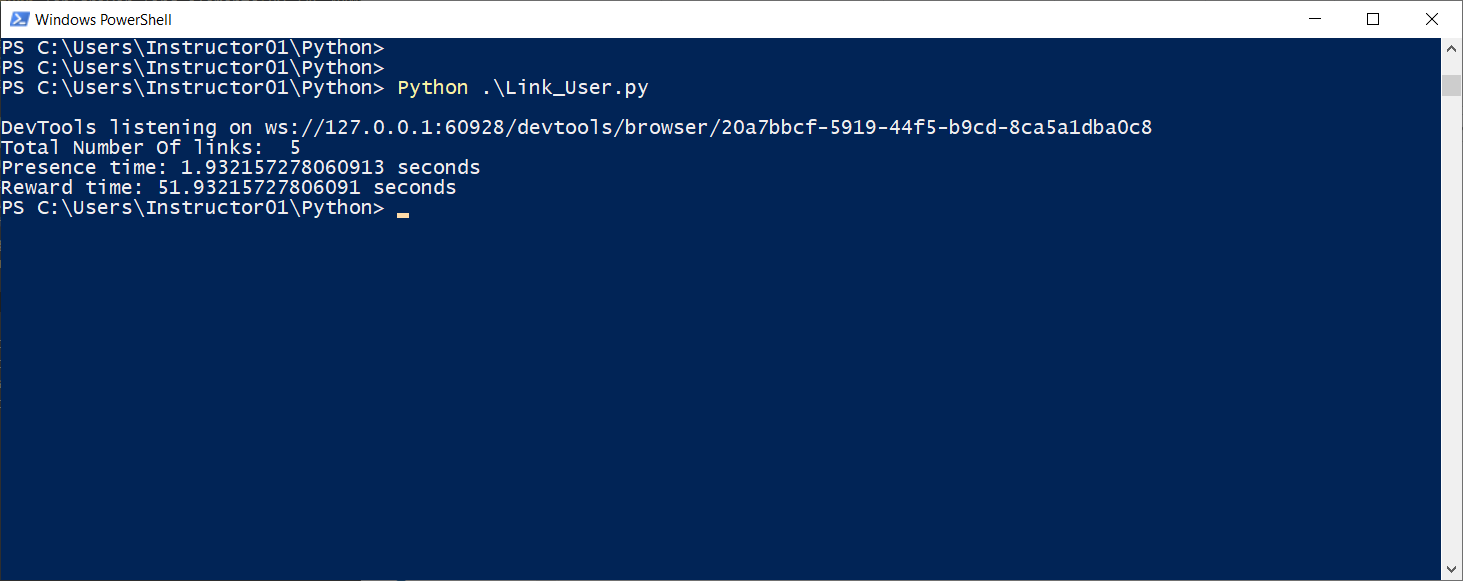 Windows PowerShell
PS C:\Users\Instructor01\Python>
PS C:\Users\Instructor01\Python>
PS C:\Users\Instructor01\Python> Python .\Link_User.py
DevTools listening on ws://127.0.0.1:60928/devtools/browser/20a7bbcf-5919-44f5-b9cd-8ca5a1dba0c8
Total Number Of links:  5
Presence time: 1.932157278060913 seconds
Reward time: 51.93215727806091 seconds
PS C:\Users\Instructor01\Python>